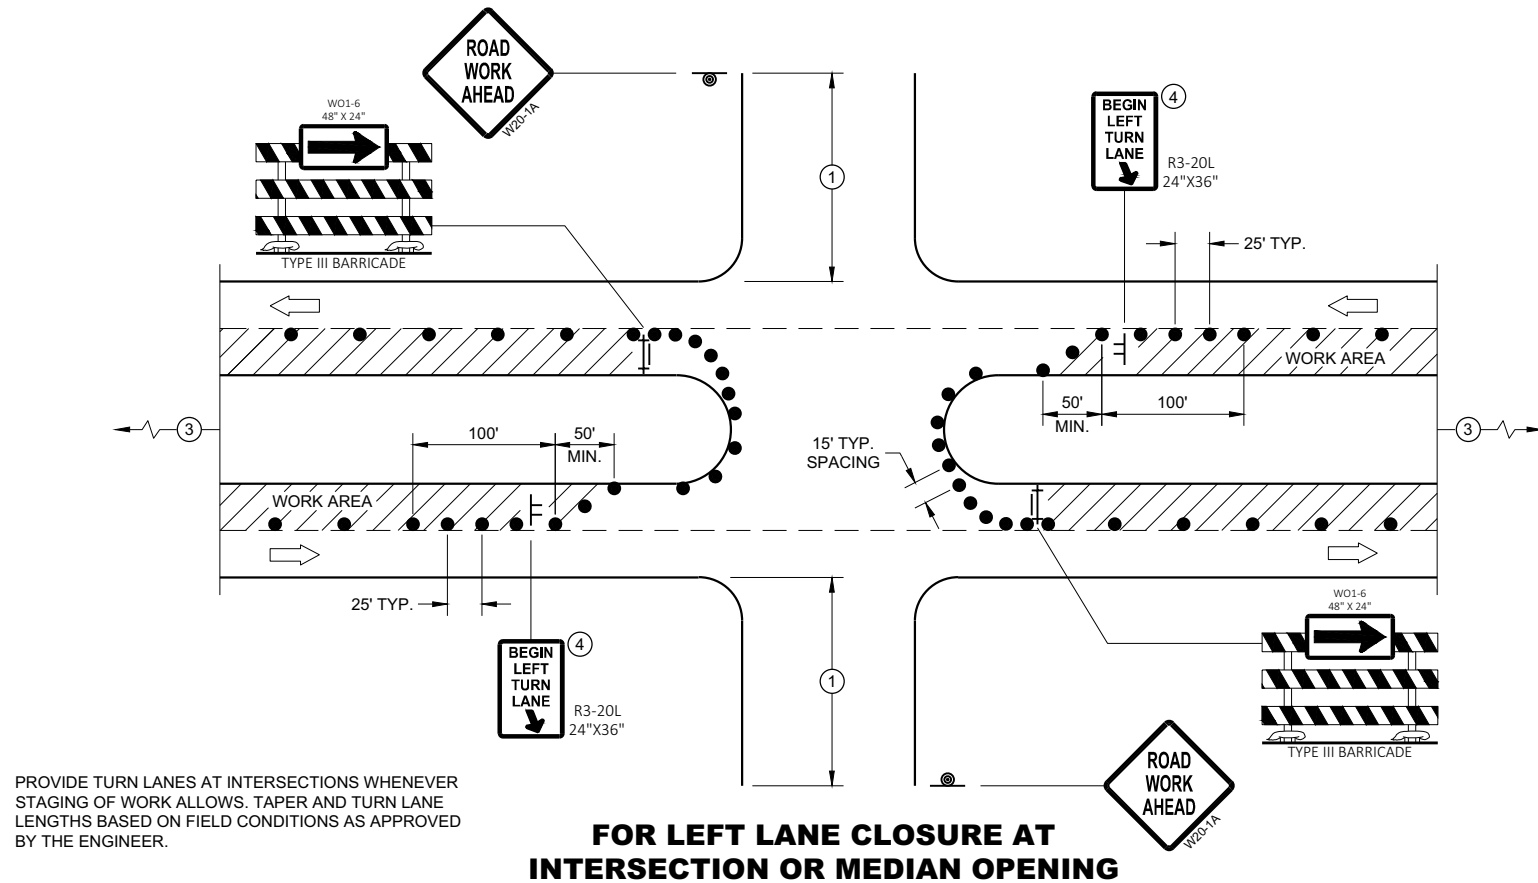 ROAD
WORK
AHEAD
W20-1A
WO1-6
48" X 24"
TYPE III BARRICADE
1
BEGIN
LEFT
TURN
LANE
4
R3-20L
24"X36"
25' TYP.
WORK AREA
50'
MIN.
100'
3
100'
50'
MIN.
15' TYP.
SPACING
3
WORK AREA
25' TYP.
BEGIN
LEFT
TURN
LANE
4
R3-20L
24"X36"
1
WO1-6
48" X 24"
TYPE III BARRICADE
ROAD
WORK
AHEAD
W20-1A
PROVIDE TURN LANES AT INTERSECTIONS WHENEVER
STAGING OF WORK ALLOWS. TAPER AND TURN LANE
LENGTHS BASED ON FIELD CONDITIONS AS APPROVED
BY THE ENGINEER.
FOR LEFT LANE CLOSURE AT
INTERSECTION OR MEDIAN OPENING